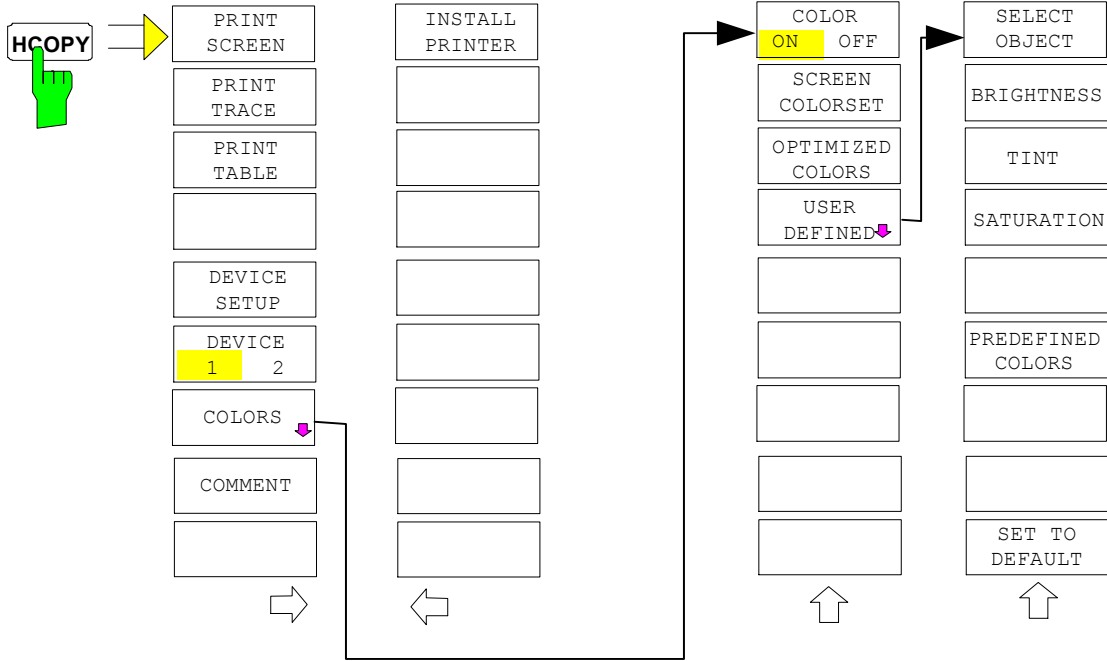 HCOPY
PRINT
SCREEN
PRINT
TRACE
PRINT
TABLE
DEVICE
SETUP
DEVICE
1 2
COLORS
COMMENT
INSTALL
PRINTER
COLOR
ON OFF
SCREEN
COLORSET
OPTIMIZED
COLORS
USER
DEFINED
SELECT
OBJECT
BRIGHTNESS
TINT
SATURATION
PREDEFINED
COLORS
SET TO
DEFAULT